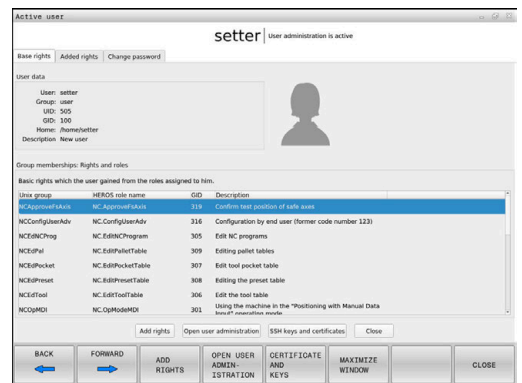 Active user
setter User administration is active
Base rights Added rights Change password
User data
User: setter
Group: user
UID: 505
GID: 100
Home: /home/setter
Description New user
Group memberships: Rights and roles
Basic rights which the user gained from the roles assigned to him.
Unix group HEROS role name GID Description
NCApproveFsAxis NC.ApproveFsAxis 319 Confirm test position of safe axes
NCConfigUserAdv NC.ConfigUserAdv 316 Configuration by end user (former code number 123)
NCEdNCProg NC.EditNCProgram 305 Edit NC programs
NCEdPal NC.EditPalletTable 309 Editing pallet tables
NCEdPocket NC.EditPocketTable 307 Edit tool pocket table
NCEdPreset NC.EditPresetTable 308 Editing the preset table
NCEdTool NC.EditToolTable 306 Edit the tool table
NCOpMDI NC.OpModeMDI 301 Using the machine in the "Positioning with Manual Data
Input" operating mode
Add rights Open user administration SSH keys and certificates Close
BACK FORWARD ADD RIGHTS OPEN USER ADMIN- ISTRATION CERTIFICATE AND KEYS MAXIMIZE WINDOW CLOSE